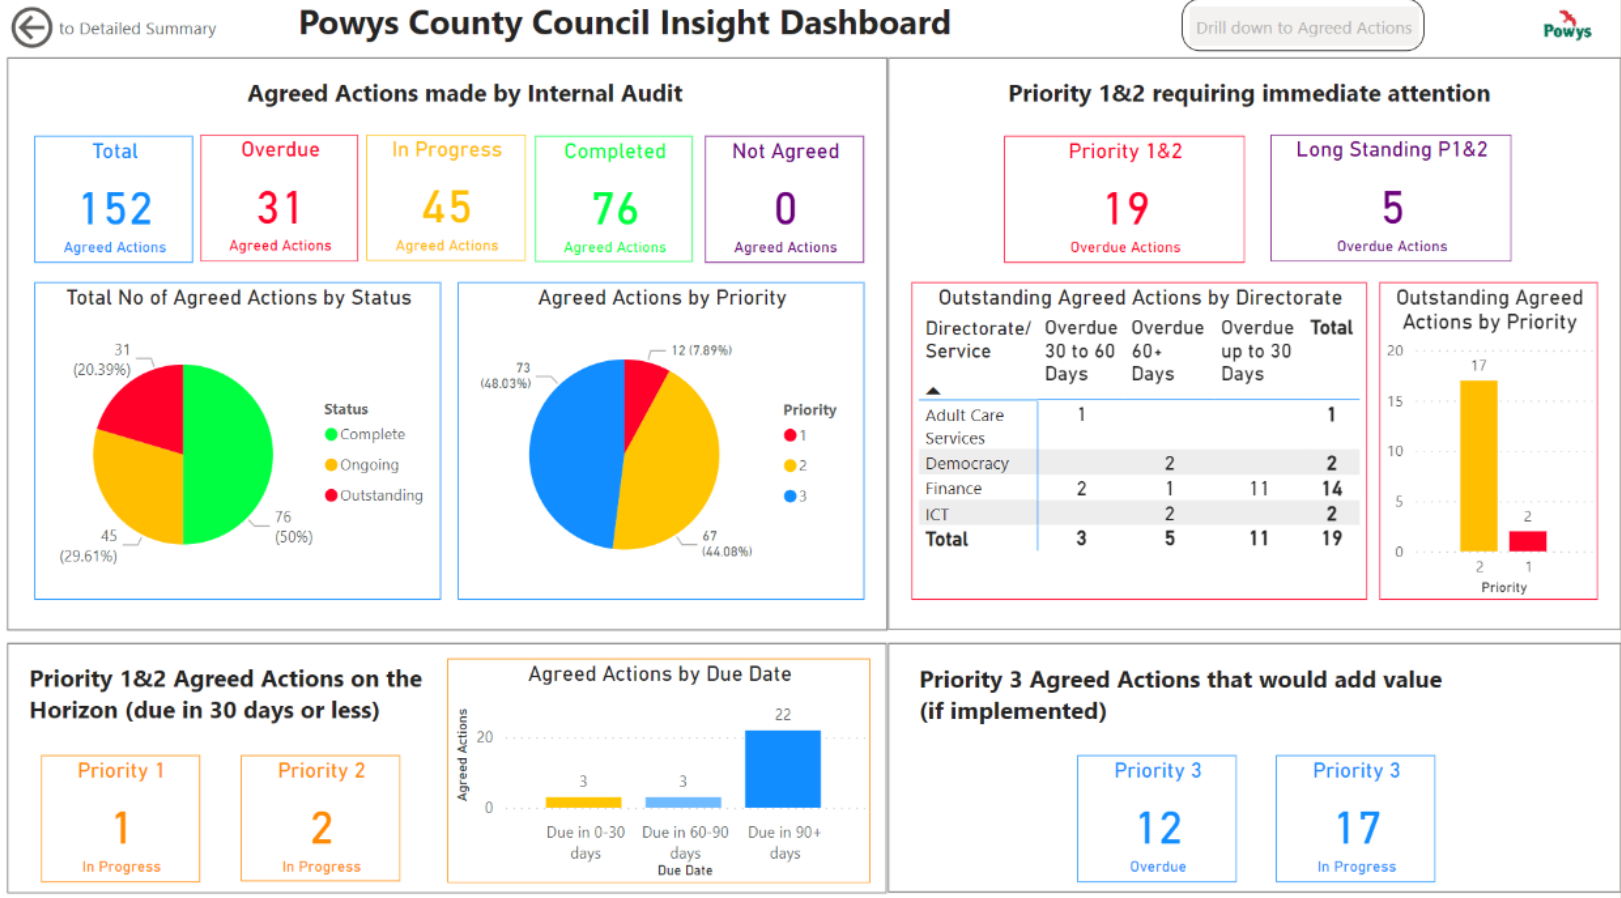 to Detailed Summary
Powys County Council Insight Dashboard
Drill down to Agreed Actions
Powys
Agreed Actions made by Internal Audit
Total
152
Agreed Actions
Overdue
31
Agreed Actions
In Progress
45
Agreed Actions
Completed
76
Agreed Actions
Not Agreed
0
Agreed Actions
Total No of Agreed Actions by Status
31
(20.39%)
45
(29.61%)
76
(50%)
Status
Complete
Ongoing
Outstanding
Agreed Actions by Priority
12 (7.89%)
73
(48.03%)
67
(44.08%)
Priority
1
2
3
Priority 1&2 requiring immediate attention
Priority 1&2
19
Overdue Actions
Long Standing P1&2
5
Overdue Actions
Outstanding Agreed Actions by Directorate
Directorate/ Overdue Overdue Overdue Total
Service 30 to 60 60+ up to 30
Days Days Days
Adult Care 1 1
Services
Democracy 2 2
Finance 2 1 11 14
ICT 2 2
Total 3 5 11 19
Outstanding Agreed
Actions by Priority
20
15
10
5
0
17
2
2 1
Priority
Priority 1&2 Agreed Actions on the
Horizon (due in 30 days or less)
Priority 1
1
In Progress
Priority 2
2
In Progress
Agreed Actions by Due Date
Agreed Actions
20
0
3
3
22
Due in 0-30 Due in 60-90 Due in 90+
days days days
Due Date
Priority 3 Agreed Actions that would add value
(if implemented)
Priority 3
12
Overdue
Priority 3
17
In Progress